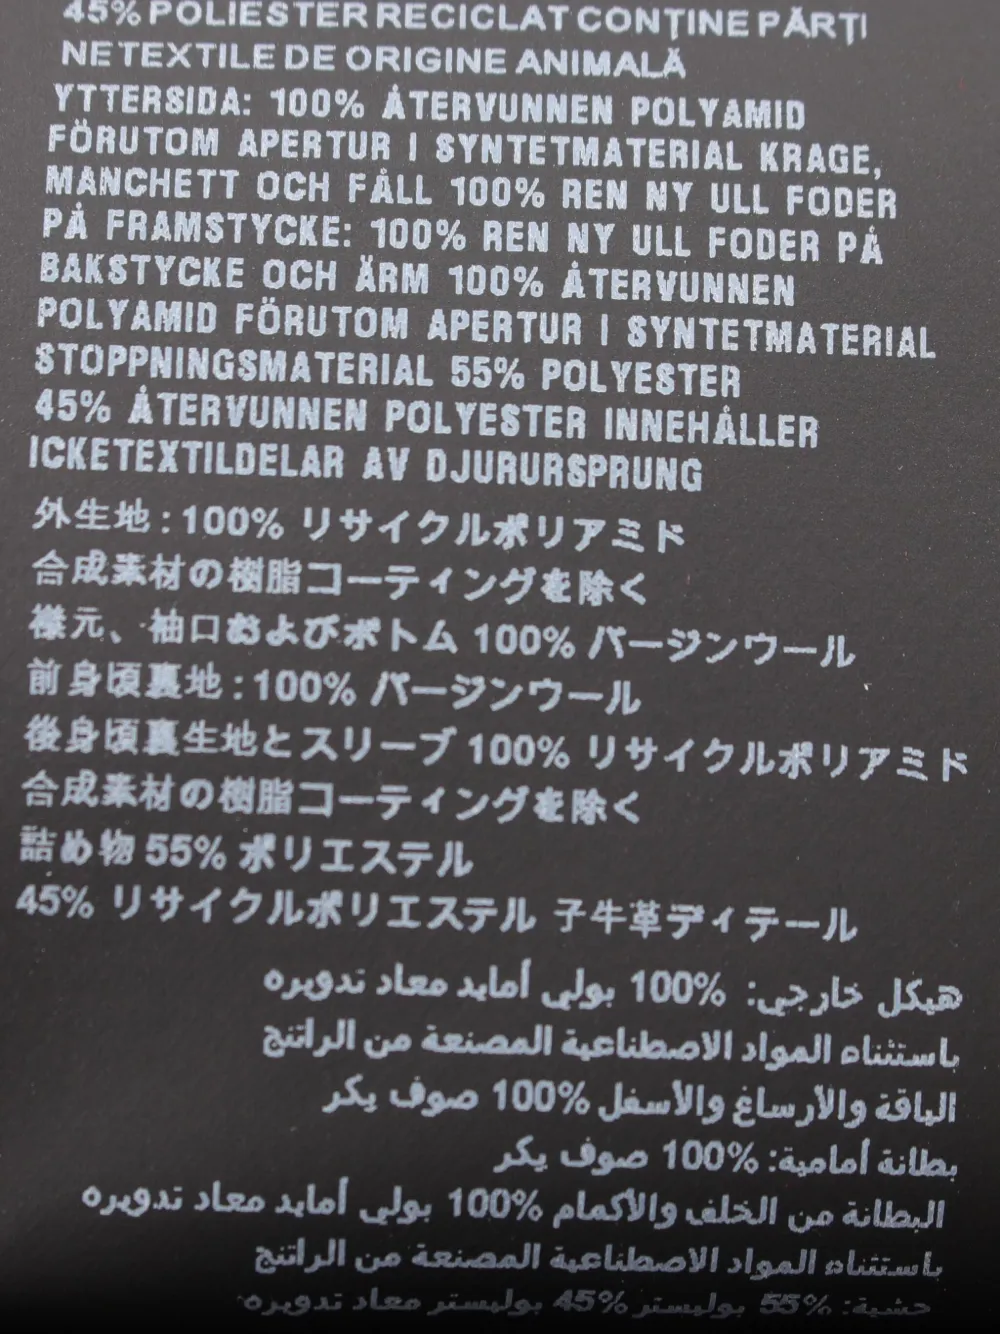 45% POLIESTER RECICLAT CONŢINE PĂRŢI
NETEXTILE DE ORIGINE ANIMALĂ
YTTERSIDA: 100% ÅTERVUNNEN POLYAMID
FÖRUTOM APERTUR I SYNTETMATERIAL KRAGE,
MANCHETT OCH FÅLL 100% REN NY ULL FODER
PÅ FRAMSTYCKE: 100% REN NY ULL FODER PÅ
BAKSTYCKE OCH ÄRM 100% ÅTERVUNNEN
POLYAMID FÖRUTOM APERTUR I SYNTETMATERIAL
STOPPNINGSMATERIAL 55% POLYESTER
45% ÅTERVUNNEN POLYESTER INNEHÅLLER
ICKETEXTILDELAR AV DJURURSPRUNG
外生地 : 100% リサイクルポリアミド
合成素材の樹脂コーティングを除く
襟元、袖口およびボトム 100% バージンウール
前身頃裏地 : 100% バージンウール
後身頃裏生地とスリーブ 100% リサイクルポリアミド
合成素材の樹脂コーティングを除く
詰め物 55% ポリエステル
45% リサイクルポリエステル 子牛革ディテール
هيكل خارجي: %100 بولي أمايد معاد تدويره
باستثناء المواد الاصطناعية المصنعة من الراتنج
الياقة والأرساغ والأسفل %100 صوف يكر
بطانة أمامية: %100 صوف يكر
البطانة من الخلف والأكمام %100 بولي أمايد معاد تدويره
باستثناء المواد الاصطناعية المصنعة من الراتنج
حشية: %55 بوليستر %45 بوليستر معاد تدويره